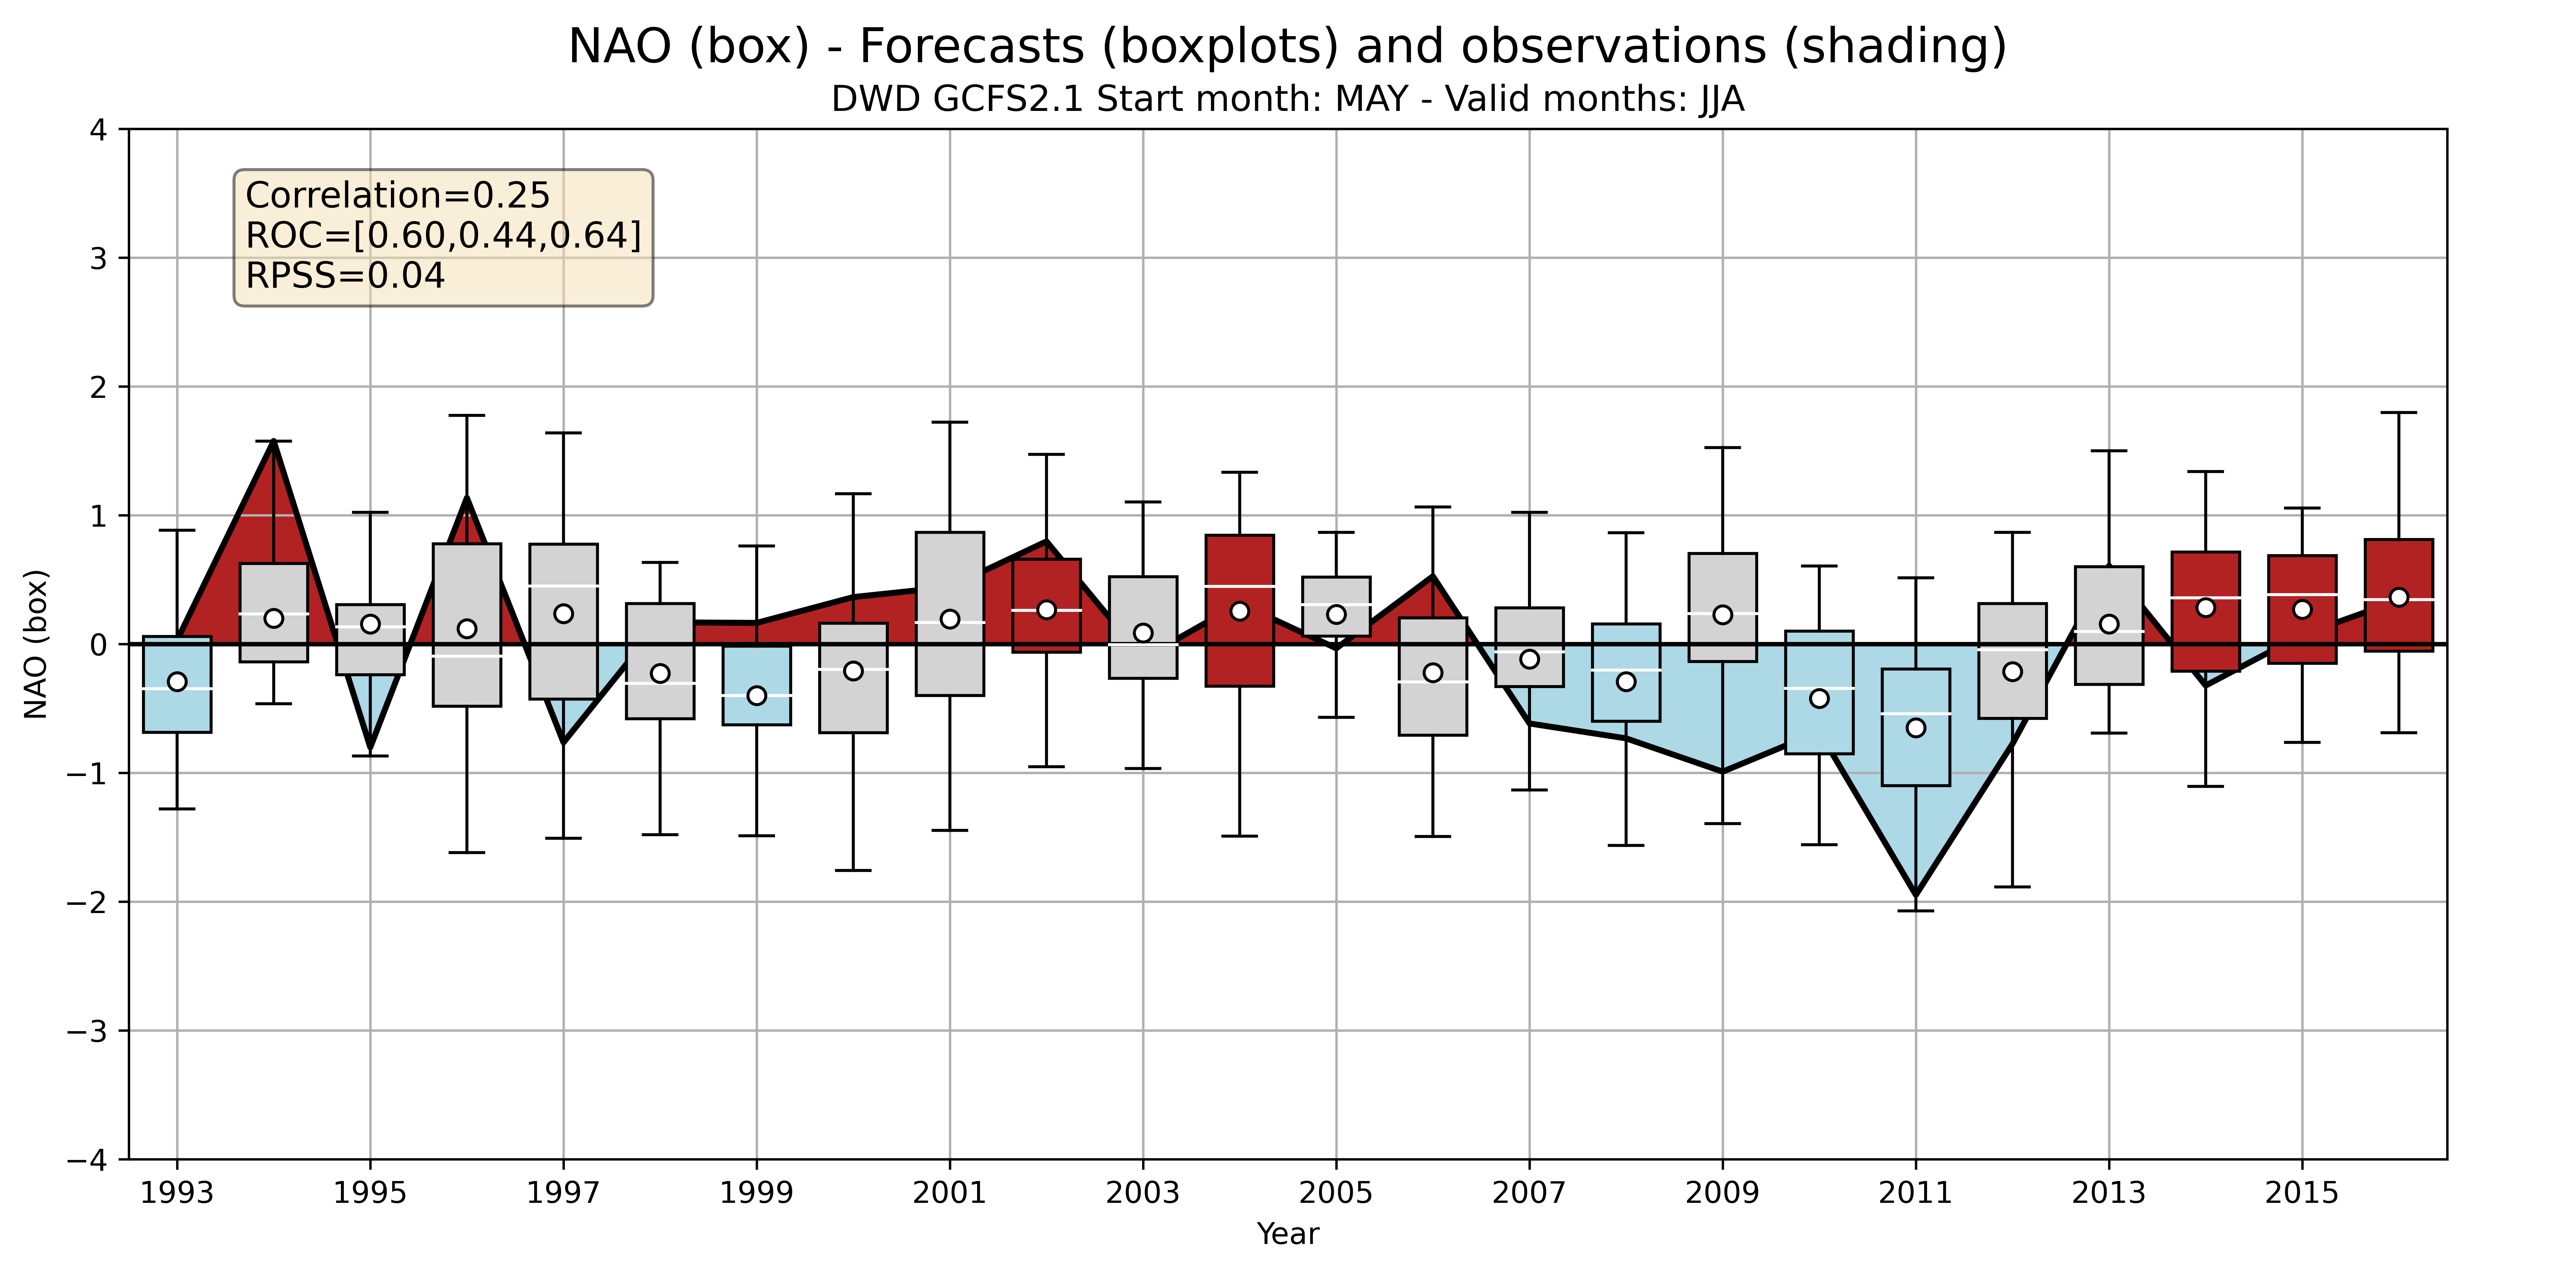 NAO (box) - Forecasts (boxplots) and observations (shading)
DWD GCFS2.1 Start month: MAY - Valid months: JJA
Correlation=0.25
ROC=[0.60,0.44,0.64]
RPSS=0.04
NAO (box)
4
3
2
1
0
−1
−2
−3
−4
1993 1995 1997 1999 2001 2003 2005 2007 2009 2011 2013 2015
Year